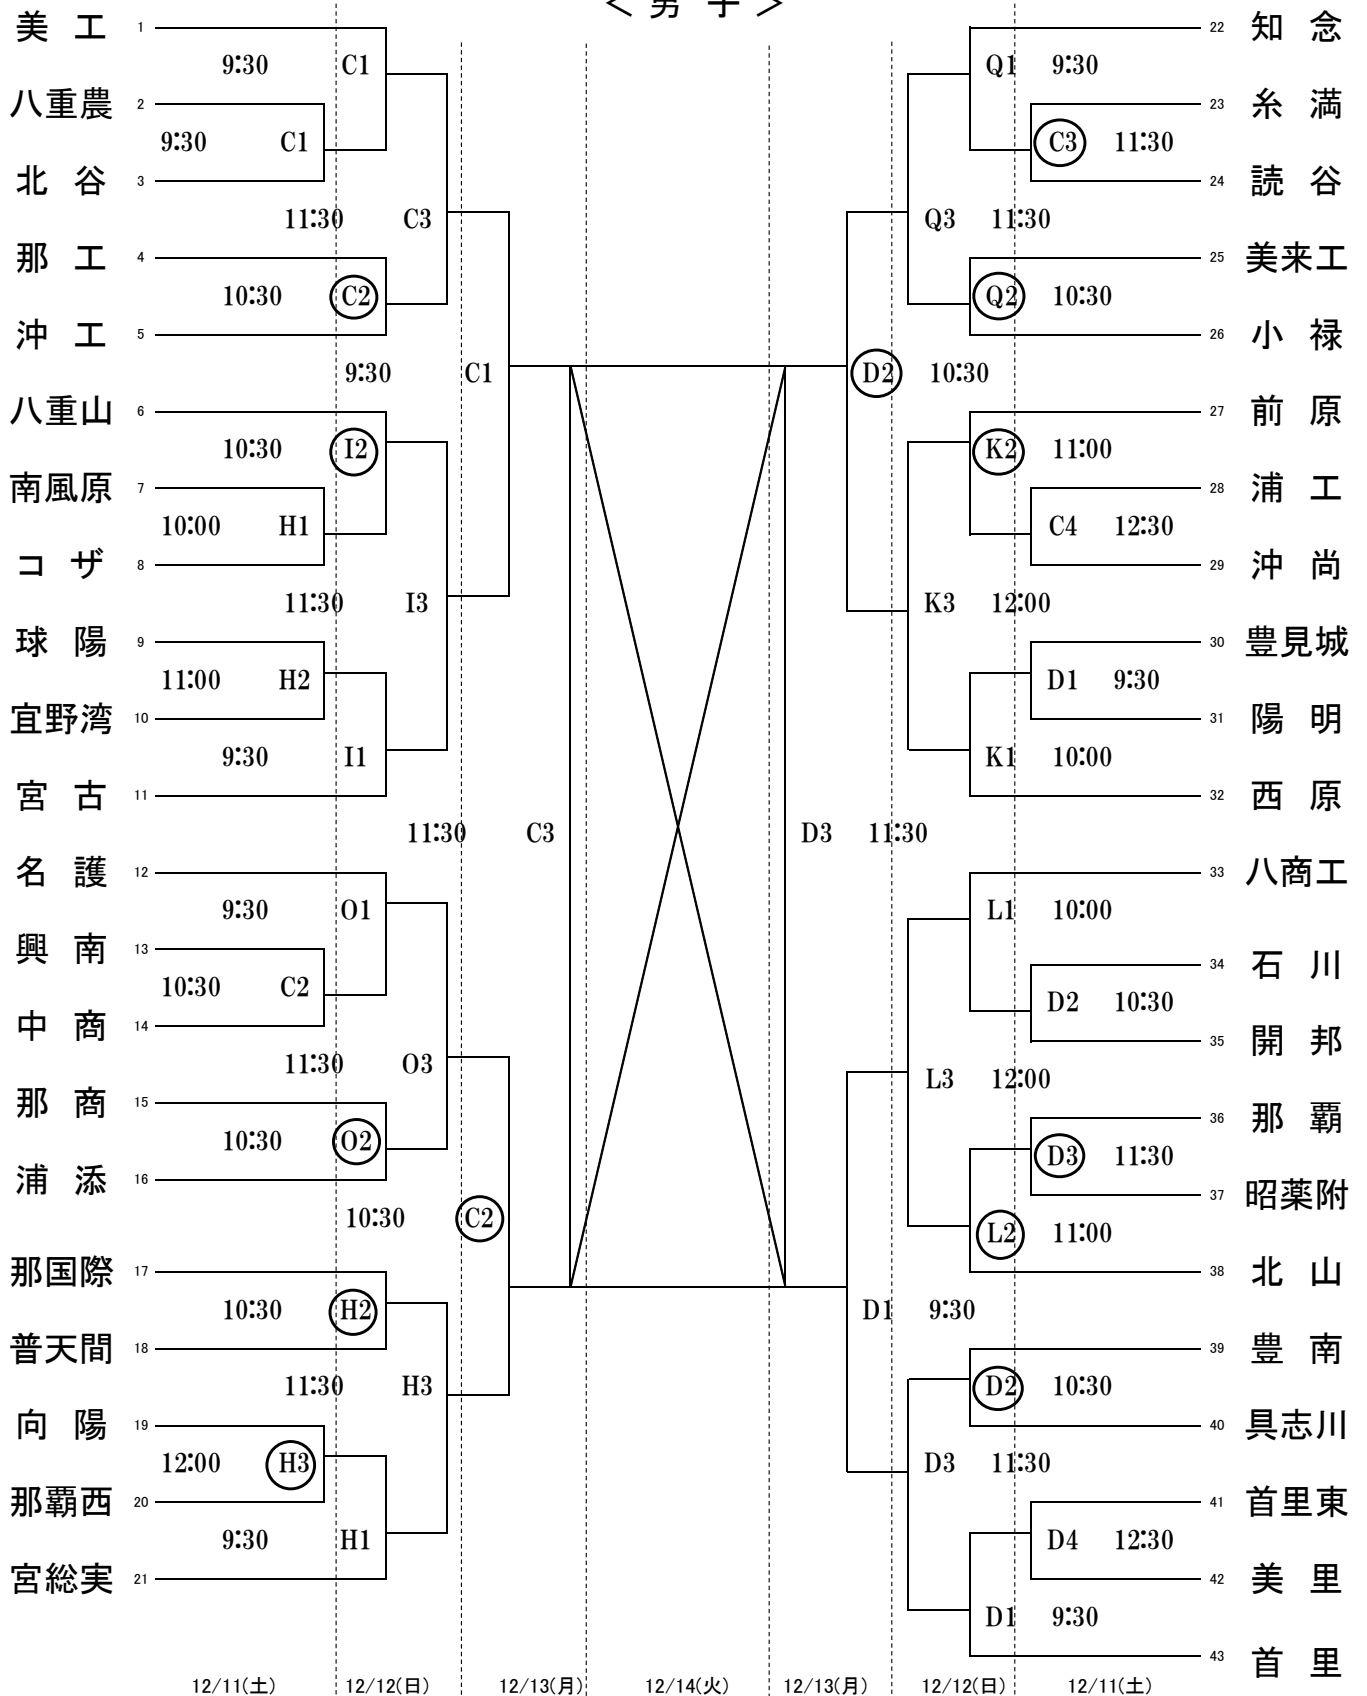 ＜ 男 子 ＞
美 工 1
9:30 C1
八重農 2
9:30 C1
北 谷 3
11:30 C3
那 工 4
10:30 C2
沖 工 5
9:30 C1
八重山 6
10:30 I2
南風原 7
10:00 H1
コ ザ 8
11:30 I3
球 陽 9
11:00 H2
宜野湾 10
9:30 I1
宮 古 11
11:30 C3
名 護 12
9:30 O1
興 南 13
10:30 C2
中 商 14
11:30 O3
那 商 15
10:30 O2
浦 添 16
10:30 C2
那国際 17
10:30 H2
普天間 18
11:30 H3
向 陽 19
12:00 H3
那覇西 20
9:30 H1
宮総実 21
22 知 念
Q1 9:30
23 糸 満
C3 11:30
24 読 谷
Q3 11:30
25 美来工
Q2 10:30
26 小 禄
D2 10:30
27 前 原
K2 11:00
28 浦 工
C4 12:30
29 沖 尚
K3 12:00
30 豊見城
D1 9:30
31 陽 明
K1 10:00
32 西 原
D3 11:30
33 八商工
L1 10:00
34 石 川
D2 10:30
35 開 邦
L3 12:00
36 那 覇
D3 11:30
37 昭薬附
L2 11:00
38 北 山
D1 9:30
39 豊 南
D2 10:30
40 具志川
D3 11:30
41 首里東
D4 12:30
42 美 里
D1 9:30
43 首 里
12/11(土) 12/12(日) 12/13(月) 12/14(火) 12/13(月) 12/12(日) 12/11(土)